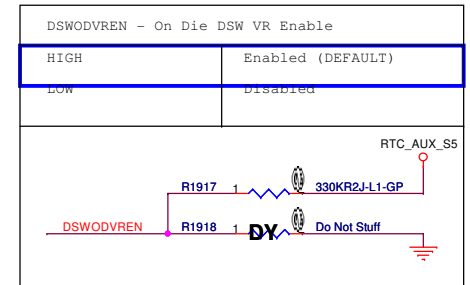 DSWODVREN - On Die DSW VR Enable
HIGH Enabled (DEFAULT)
LOW Disabled
RTC_AUX_S5
R1917 1 330KR2J-L1-GP
DSWODVREN R1918 1 DY Do Not Stuff